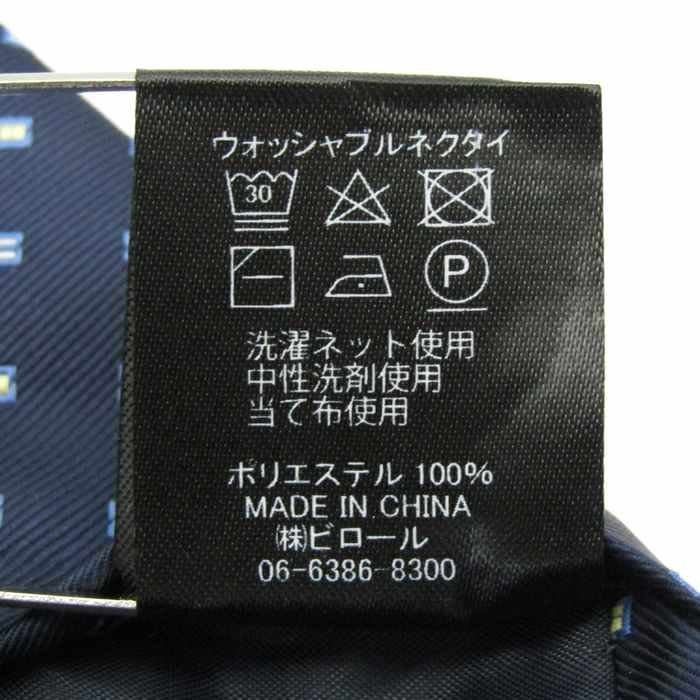 ウォッシャブルネクタイ
30
P
洗濯ネット使用
中性洗剤使用
当て布使用
ポリエステル 100%
MADE IN CHINA
㈱ビロール
06-6386-8300